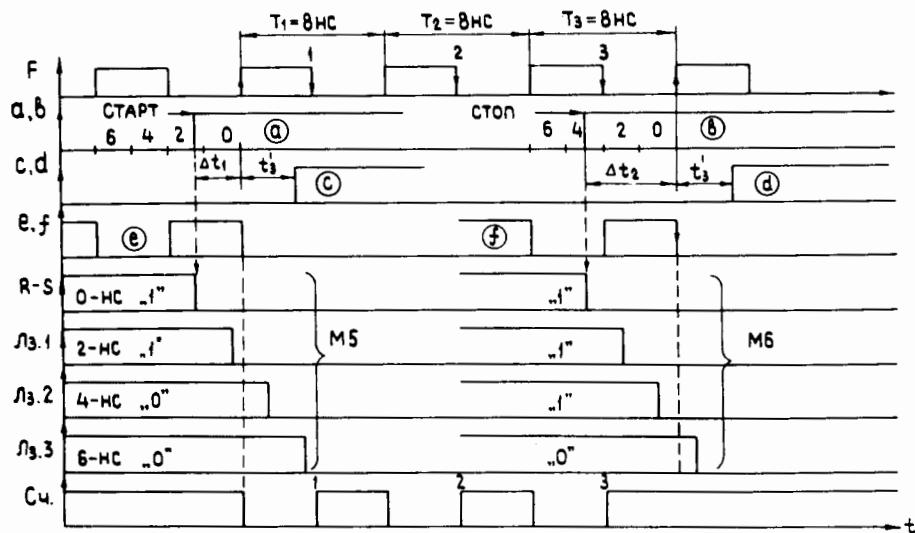 T₁=8НС T₂=8НС T₃=8НС
1 2 3
F
а,в СТАРТ СТОП
6 4 2 0 ⓐ 6 4 2 0 ⓑ
c,d Δt₁ t'₃ ⓒ Δt₂ t'₃ ⓓ
e,f ⓔ ⓕ
R-S 0-НС „1” „1”
Лз.1 2-НС „1” М5 „1” М6
Лз.2 4-НС „0” „1”
Лз.3 6-НС „0” „0”
1 2 3
Сч.
t